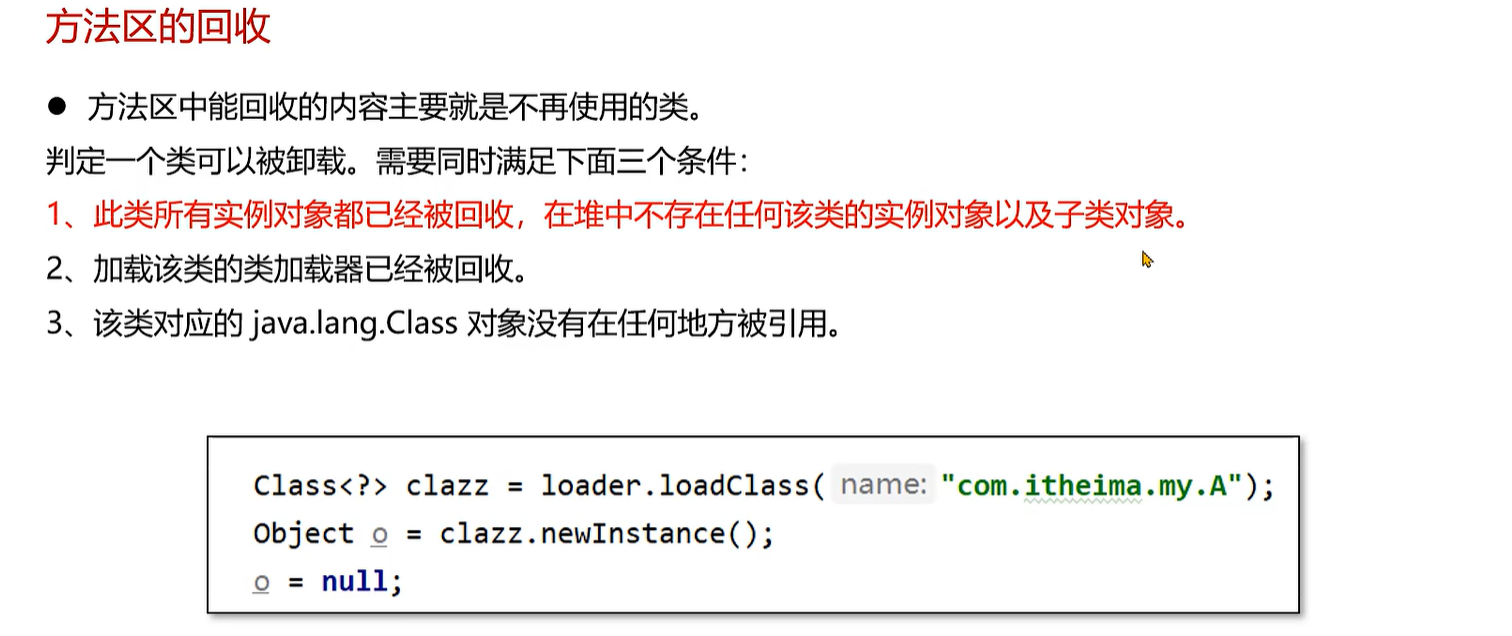 方法区的回收
● 方法区中能回收的内容主要就是不再使用的类。
判定一个类可以被卸载。需要同时满足下面三个条件：
1、此类所有实例对象都已经被回收，在堆中不存在任何该类的实例对象以及子类对象。
2、加载该类的类加载器已经被回收。
3、该类对应的 java.lang.Class 对象没有在任何地方被引用。
Class<?> clazz = loader.loadClass( name: "com.itheima.my.A");
Object o = clazz.newInstance();
o = null;